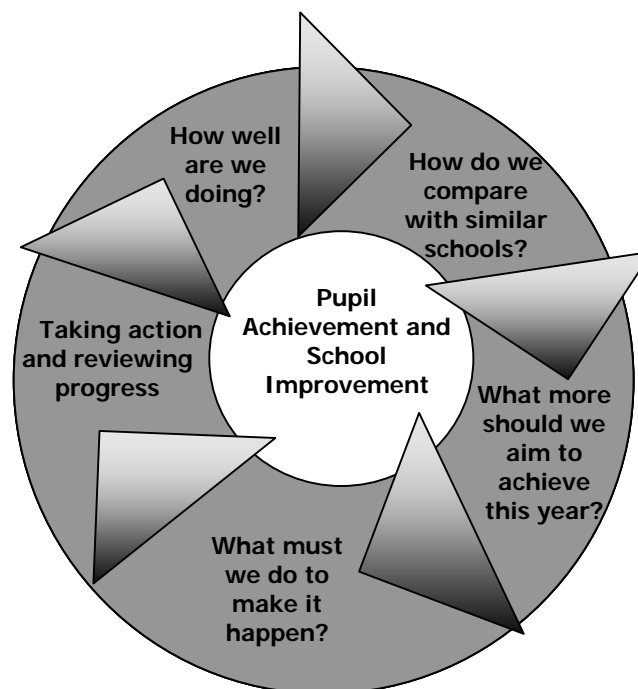 How well
are we
doing?
How do we
compare
with similar
schools?
Pupil
Achievement and
School
Improvement
Taking action
and reviewing
progress
What more
should we
aim to
achieve
this year?
What must
we do to
make it
happen?